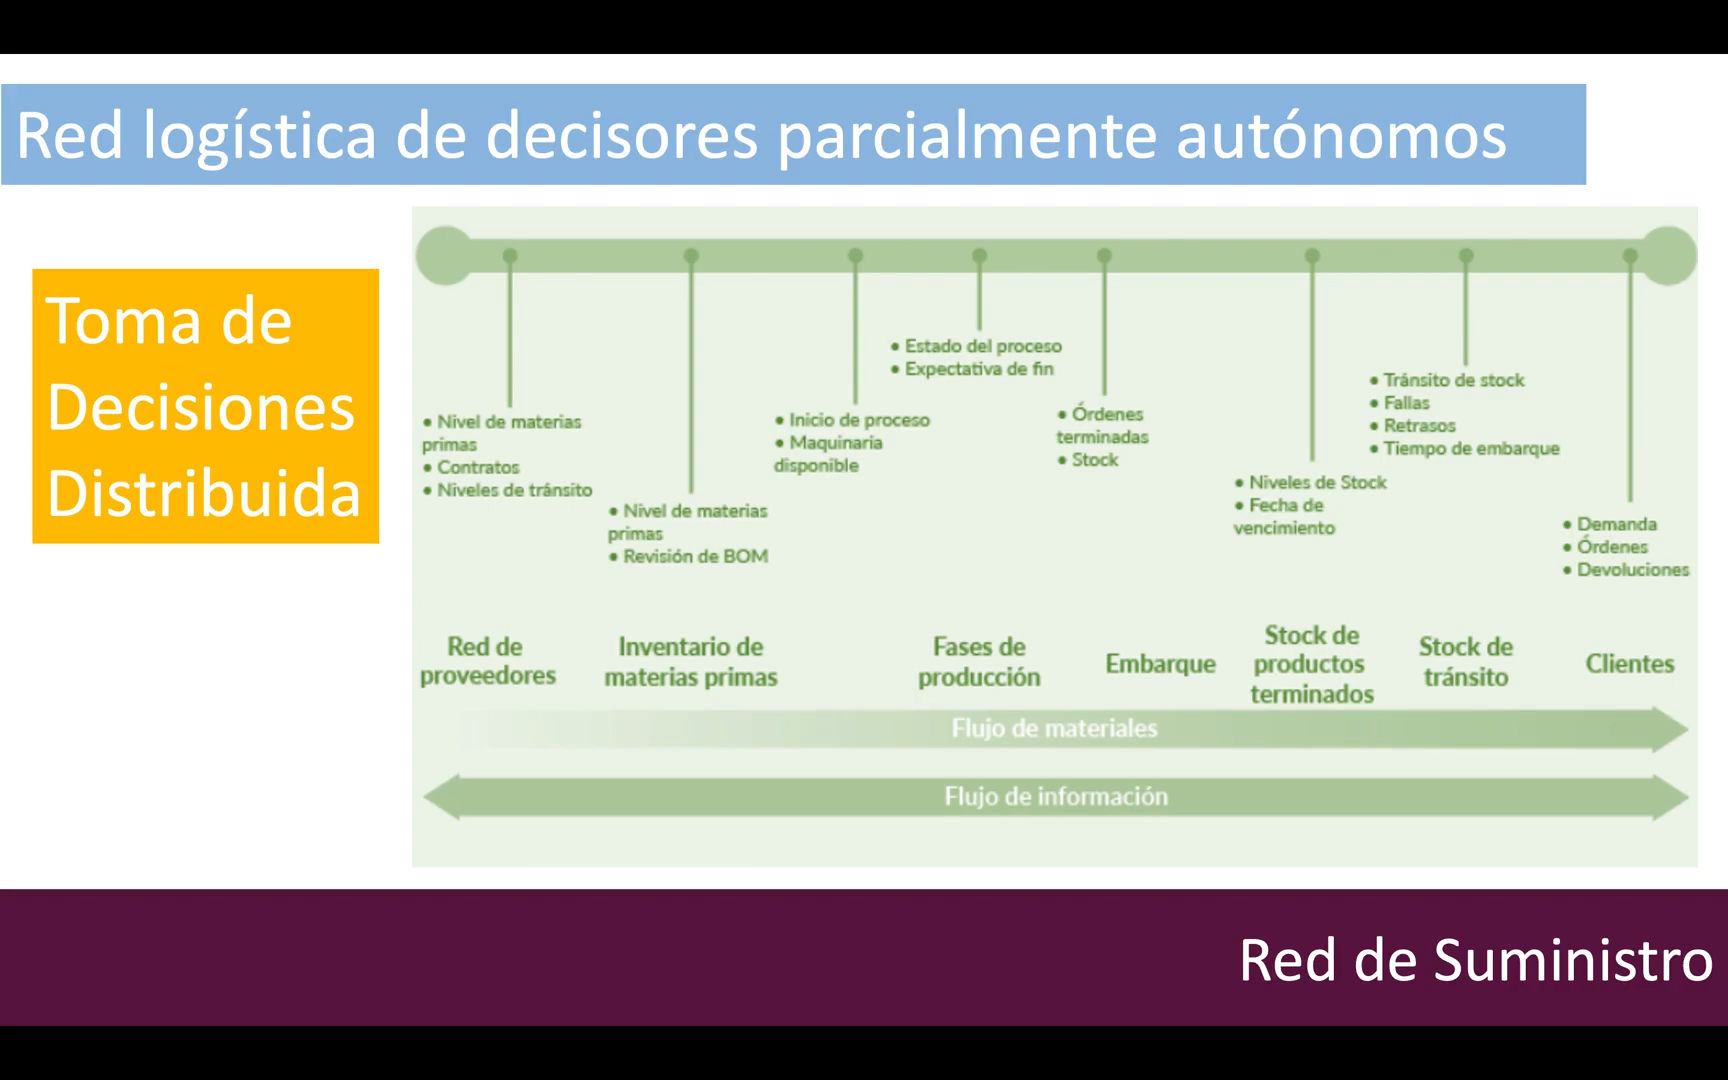 Red logística de decisores parcialmente autónomos
Toma de
Decisiones
Distribuida
• Nivel de materias
primas
• Contratos
• Niveles de tránsito
• Nivel de materias
primas
• Revisión de BOM
• Inicio de proceso
• Maquinaria
disponible
• Estado del proceso
• Expectativa de fin
• Órdenes
terminadas
• Stock
• Niveles de Stock
• Fecha de
vencimiento
• Tránsito de stock
• Fallas
• Retrasos
• Tiempo de embarque
• Demanda
• Órdenes
• Devoluciones
Red de
proveedores
Inventario de
materias primas
Fases de
producción
Embarque
Stock de
productos
terminados
Stock de
tránsito
Clientes
Flujo de materiales
Flujo de información
Red de Suministro